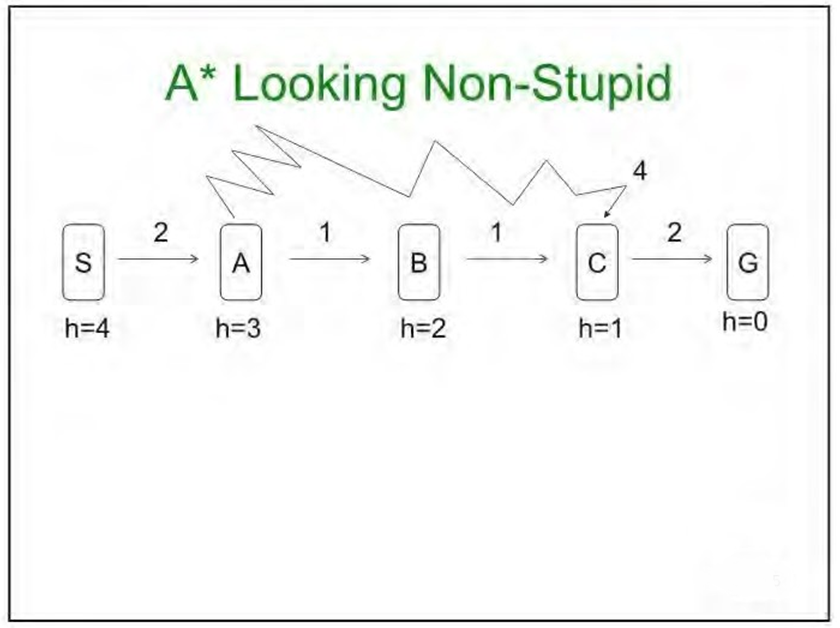 A* Looking Non-Stupid
4
2 1 1 2
S A B C G
h=4 h=3 h=2 h=1 h=0